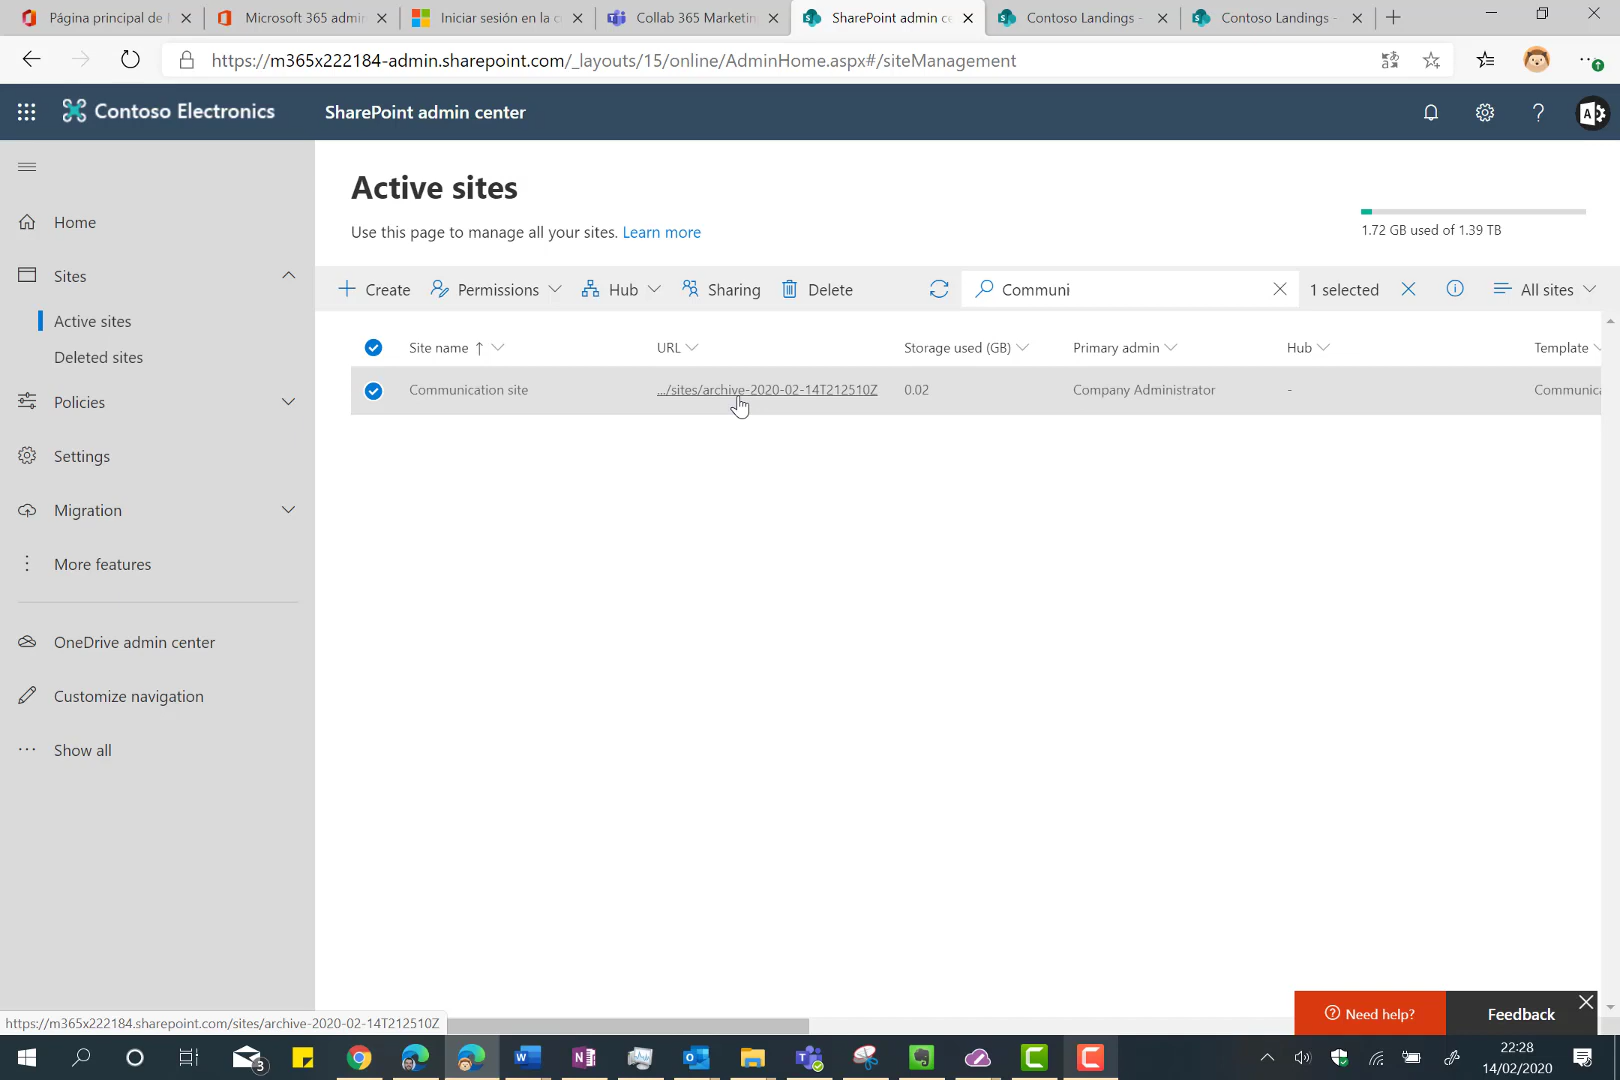 Página principal de
Microsoft 365 admin
Iniciar sesión en la c
Collab 365 Marketin
SharePoint admin ce
Contoso Landings -
Contoso Landings -
https://m365x222184-admin.sharepoint.com/_layouts/15/online/AdminHome.aspx#/siteManagement
Contoso Electronics
SharePoint admin center
Home
Sites
Active sites
Deleted sites
Policies
Settings
Migration
More features
OneDrive admin center
Customize navigation
Show all
Active sites
Use this page to manage all your sites. Learn more
1.72 GB used of 1.39 TB
Create Permissions Hub Sharing Delete Communi 1 selected All sites
Site name ↑ URL Storage used (GB) Primary admin Hub Template
Communication site .../sites/archive-2020-02-14T212510Z 0.02 Company Administrator - Communica
Need help? Feedback
https://m365x222184.sharepoint.com/sites/archive-2020-02-14T212510Z
3
22:28
14/02/2020